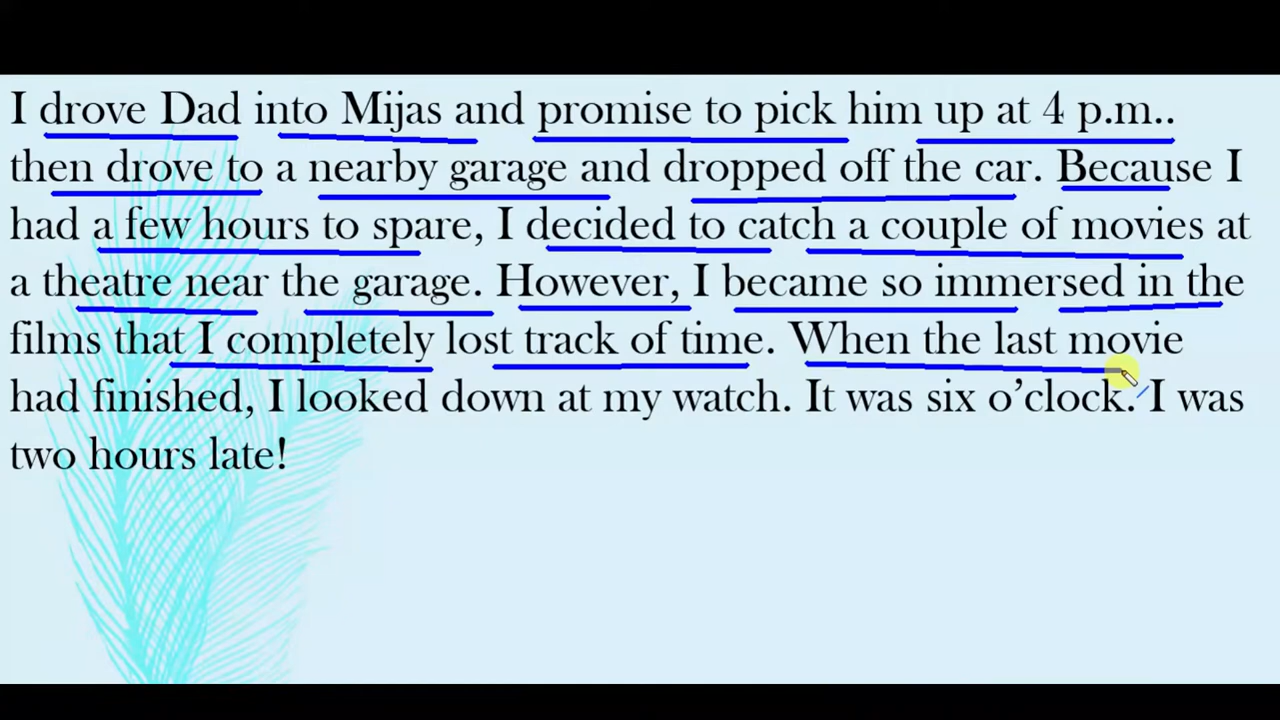 I drove Dad into Mijas and promise to pick him up at 4 p.m..
then drove to a nearby garage and dropped off the car. Because I
had a few hours to spare, I decided to catch a couple of movies at
a theatre near the garage. However, I became so immersed in the
films that I completely lost track of time. When the last movie
had finished, I looked down at my watch. It was six o’clock. I was
two hours late!